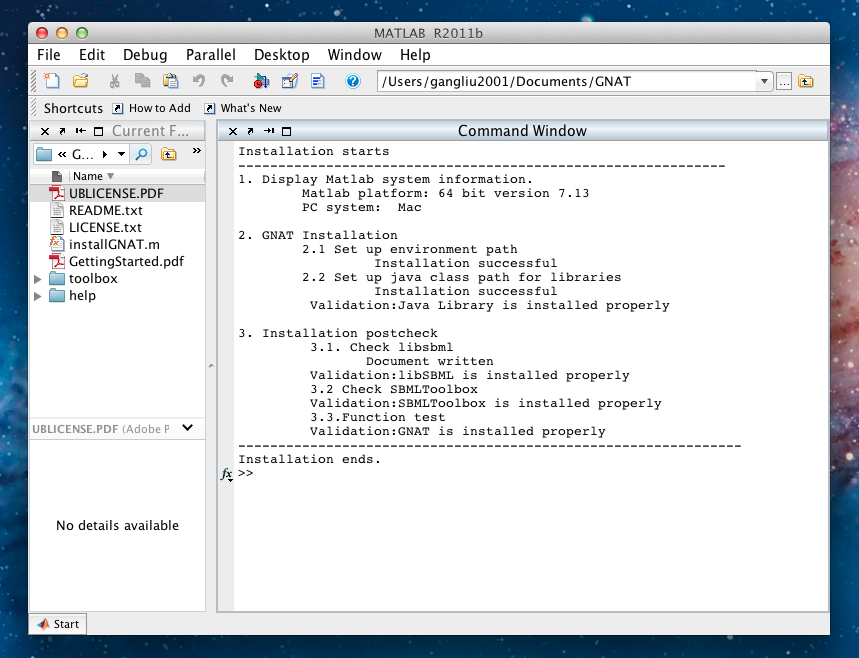 MATLAB R2011b
File Edit Debug Parallel Desktop Window Help
/Users/gangliu2001/Documents/GNAT
...
Shortcuts How to Add What's New
Current F...
« G...
»
Name
UBLICENSE.PDF
README.txt
LICENSE.txt
installGNAT.m
GettingStarted.pdf
toolbox
help
UBLICENSE.PDF (Adobe P
No details available
Command Window
Installation starts
-------------------------------------------------------------
1. Display Matlab system information.
Matlab platform: 64 bit version 7.13
PC system: Mac
2. GNAT Installation
2.1 Set up environment path
Installation successful
2.2 Set up java class path for libraries
Installation successful
Validation:Java Library is installed properly
3. Installation postcheck
3.1. Check libsbml
Document written
Validation:libSBML is installed properly
3.2 Check SBMLToolbox
Validation:SBMLToolbox is installed properly
3.3.Function test
Validation:GNAT is installed properly
---------------------------------------------------------------
Installation ends.
fx >>
Start